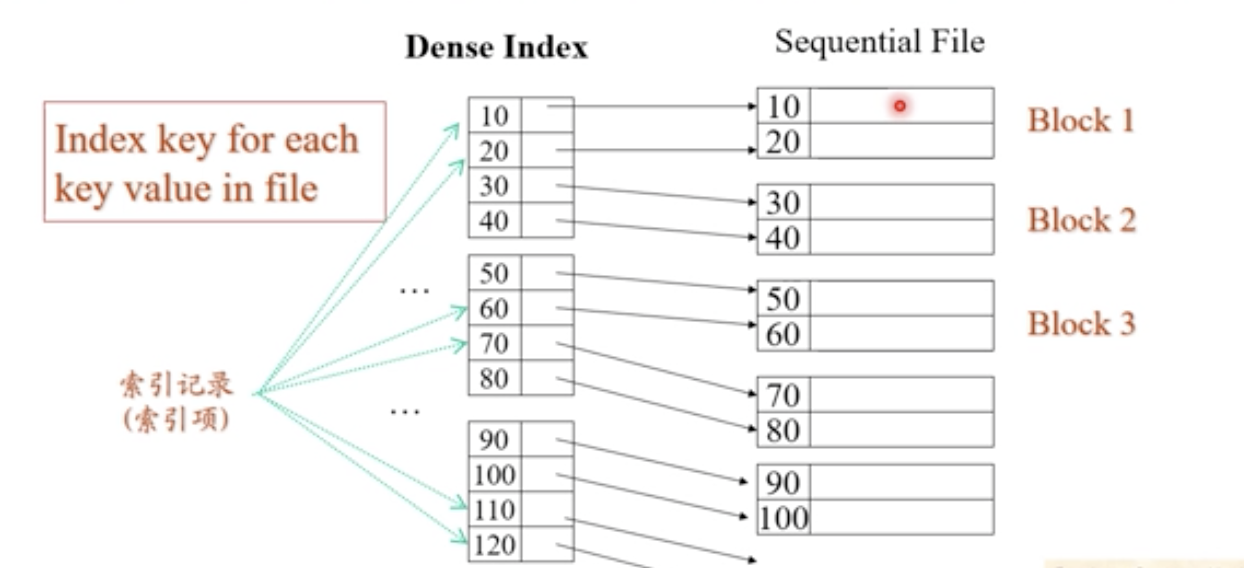 Dense Index
Sequential File
Index key for each
key value in file
10
20
30
40
...
50
60
70
80
...
90
100
110
120
索引记录
(索引项)
10
20
Block 1
30
40
Block 2
50
60
Block 3
70
80
90
100